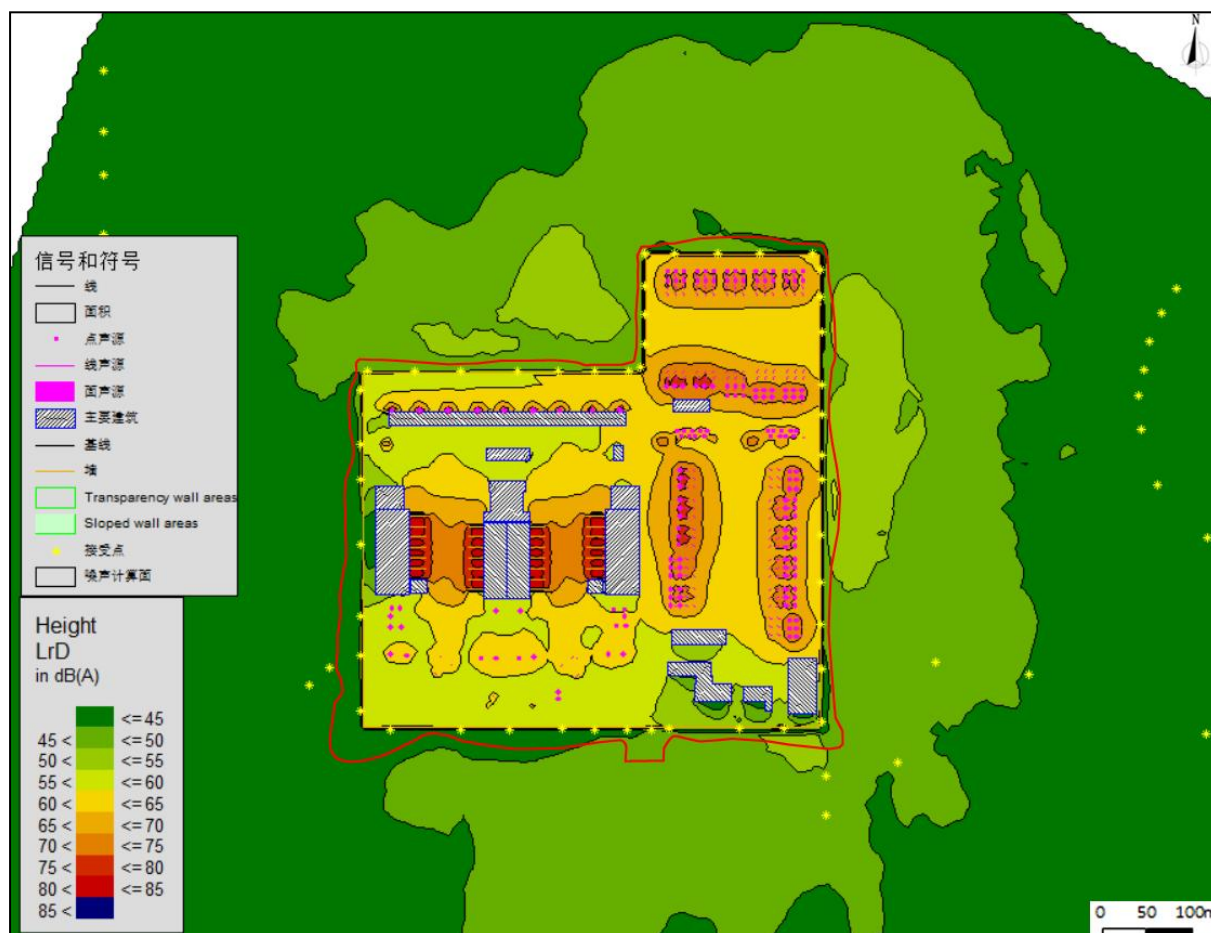 N
信号和符号
线
面积
点声源
线声源
面声源
主要建筑
基线
墙
Transparency wall areas
Sloped wall areas
接受点
噪声计算面
Height
LrD
in dB(A)
<=45
45 < <=50
50 < <=55
55 < <=60
60 < <=65
65 < <=70
70 < <=75
75 < <=80
80 < <=85
85 <
0 50 100m